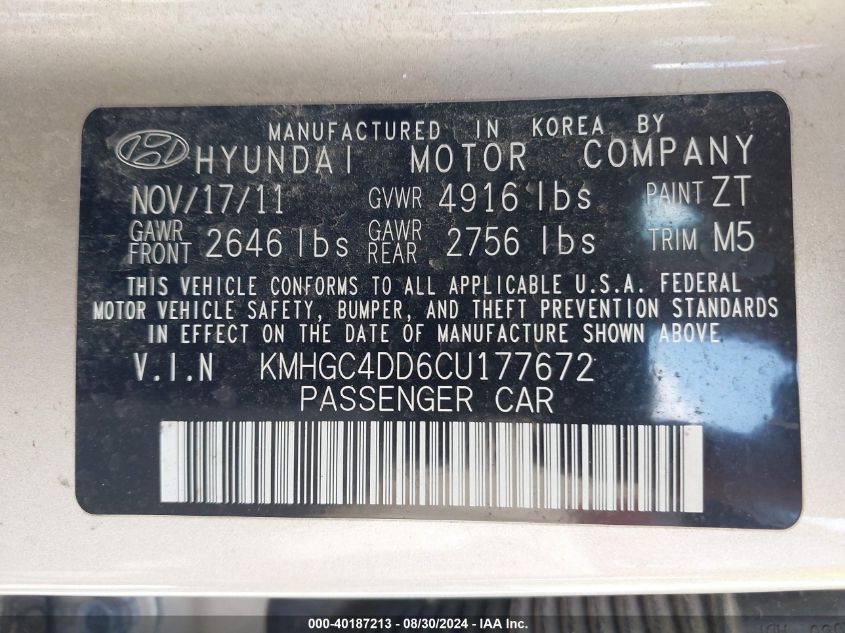 MANUFACTURED IN KOREA BY
HYUNDAI MOTOR COMPANY
NOV/17/11 GVWR 4916 lbs PAINT ZT
GAWR FRONT 2646 lbs GAWR REAR 2756 lbs TRIM M5
THIS VEHICLE CONFORMS TO ALL APPLICABLE U.S.A. FEDERAL
MOTOR VEHICLE SAFETY, BUMPER, AND THEFT PREVENTION STANDARDS
IN EFFECT ON THE DATE OF MANUFACTURE SHOWN ABOVE.
V.I.N KMHGC4DD6CU177672
PASSENGER CAR
000-40187213 - 08/30/2024 - IAA Inc.